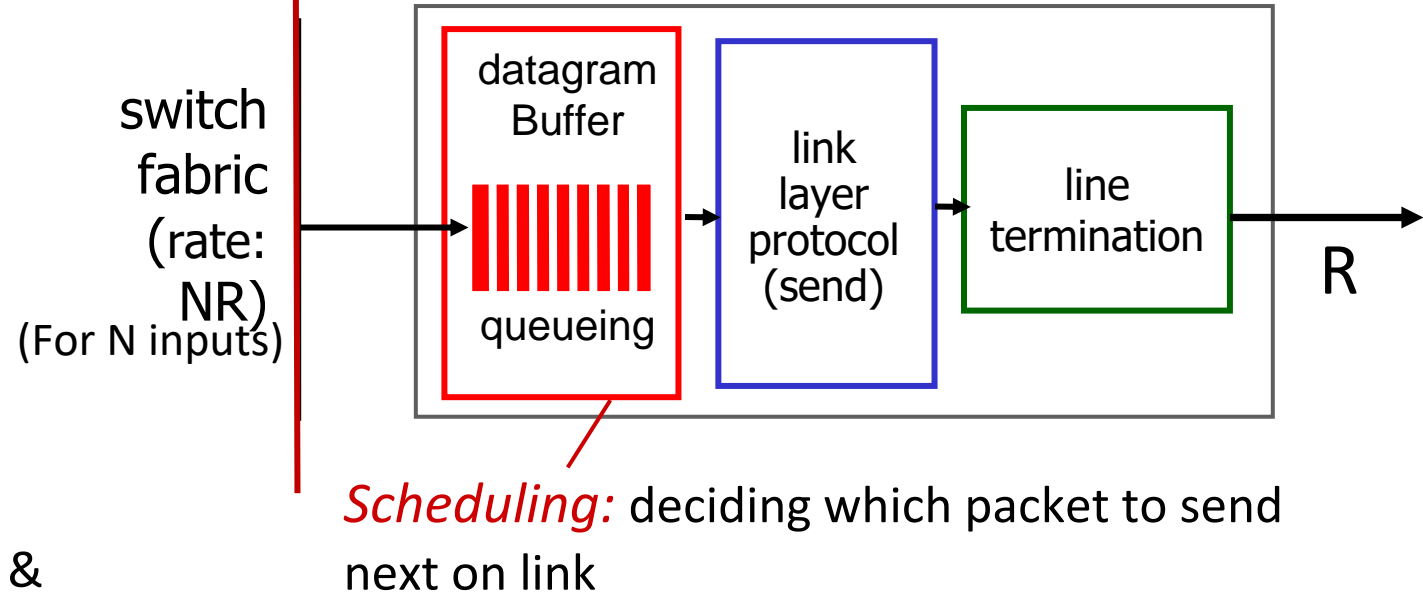 switch
fabric
(rate:
NR)
(For N inputs)
datagram
Buffer
queueing
link
layer
protocol
(send)
line
termination
R
Scheduling: deciding which packet to send
next on link
&